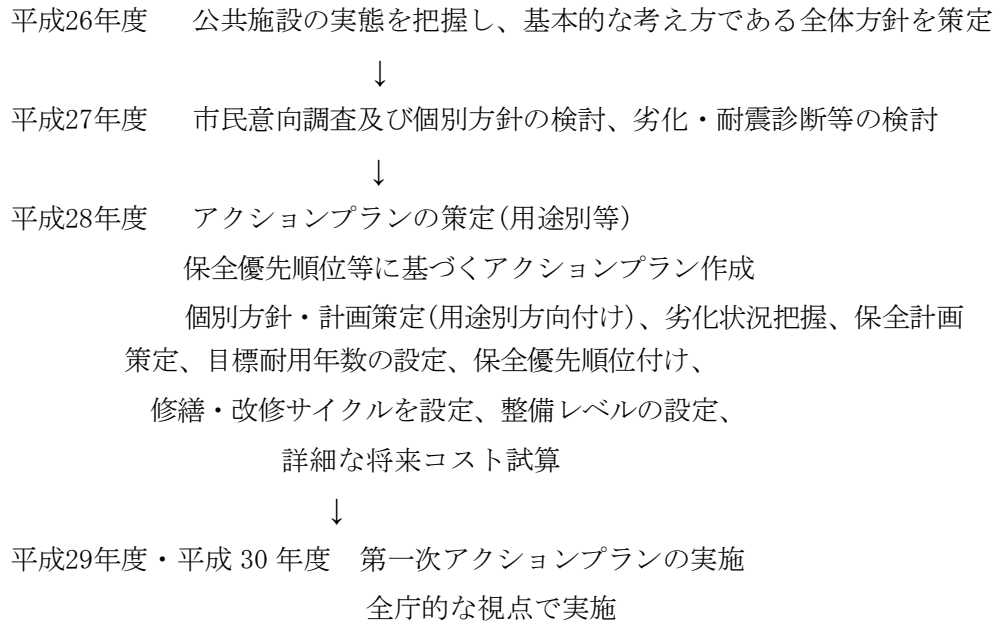 平成26年度　公共施設の実態を把握し、基本的な考え方である全体方針を策定
↓
平成27年度　市民意向調査及び個別方針の検討、劣化・耐震診断等の検討
↓
平成28年度　アクションプランの策定(用途別等)
保全優先順位等に基づくアクションプラン作成
個別方針・計画策定(用途別方向付け)、劣化状況把握、保全計画
策定、目標耐用年数の設定、保全優先順位付け、
修繕・改修サイクルを設定、整備レベルの設定、
詳細な将来コスト試算
↓
平成29年度・平成 30 年度　第一次アクションプランの実施
全庁的な視点で実施